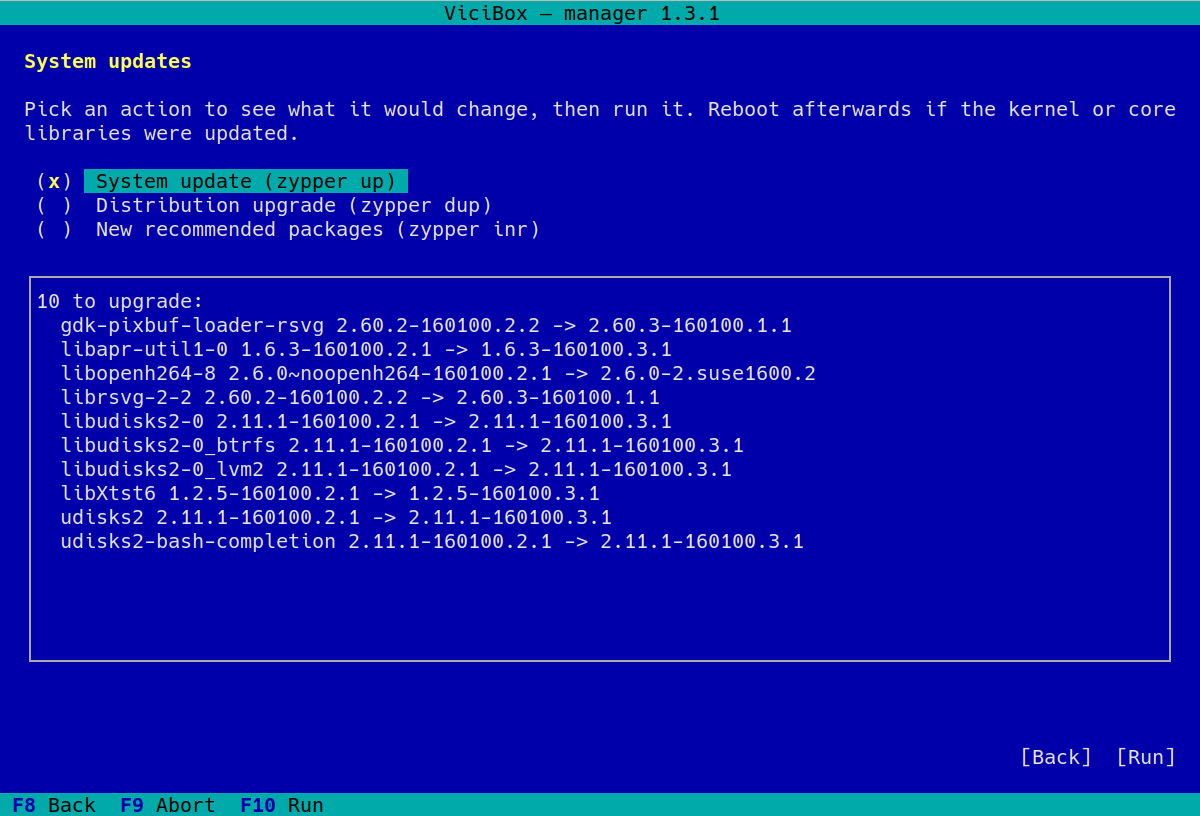 ViciBox — manager 1.3.1
System updates
Pick an action to see what it would change, then run it. Reboot afterwards if the kernel or core
libraries were updated.
(x) System update (zypper up)
( ) Distribution upgrade (zypper dup)
( ) New recommended packages (zypper inr)
10 to upgrade:
gdk-pixbuf-loader-rsvg 2.60.2-160100.2.2 -> 2.60.3-160100.1.1
libapr-util1-0 1.6.3-160100.2.1 -> 1.6.3-160100.3.1
libopenh264-8 2.6.0~noopenh264-160100.2.1 -> 2.6.0-2.suse1600.2
librsvg-2-2 2.60.2-160100.2.2 -> 2.60.3-160100.1.1
libudisks2-0 2.11.1-160100.2.1 -> 2.11.1-160100.3.1
libudisks2-0_btrfs 2.11.1-160100.2.1 -> 2.11.1-160100.3.1
libudisks2-0_lvm2 2.11.1-160100.2.1 -> 2.11.1-160100.3.1
libXtst6 1.2.5-160100.2.1 -> 1.2.5-160100.3.1
udisks2 2.11.1-160100.2.1 -> 2.11.1-160100.3.1
udisks2-bash-completion 2.11.1-160100.2.1 -> 2.11.1-160100.3.1
[Back] [Run]
F8 Back F9 Abort F10 Run